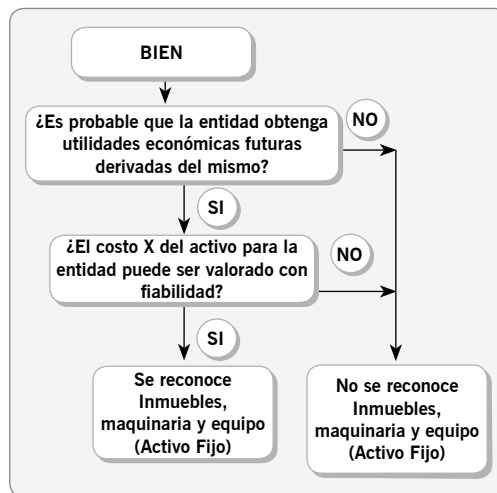 BIEN
¿Es probable que la entidad obtenga
utilidades económicas futuras
derivadas del mismo?
NO
SI
¿El costo X del activo para la
entidad puede ser valorado con
fiabilidad?
NO
SI
Se reconoce
Inmuebles,
maquinaria y equipo
(Activo Fijo)
No se reconoce
Inmuebles,
maquinaria y equipo
(Activo Fijo)